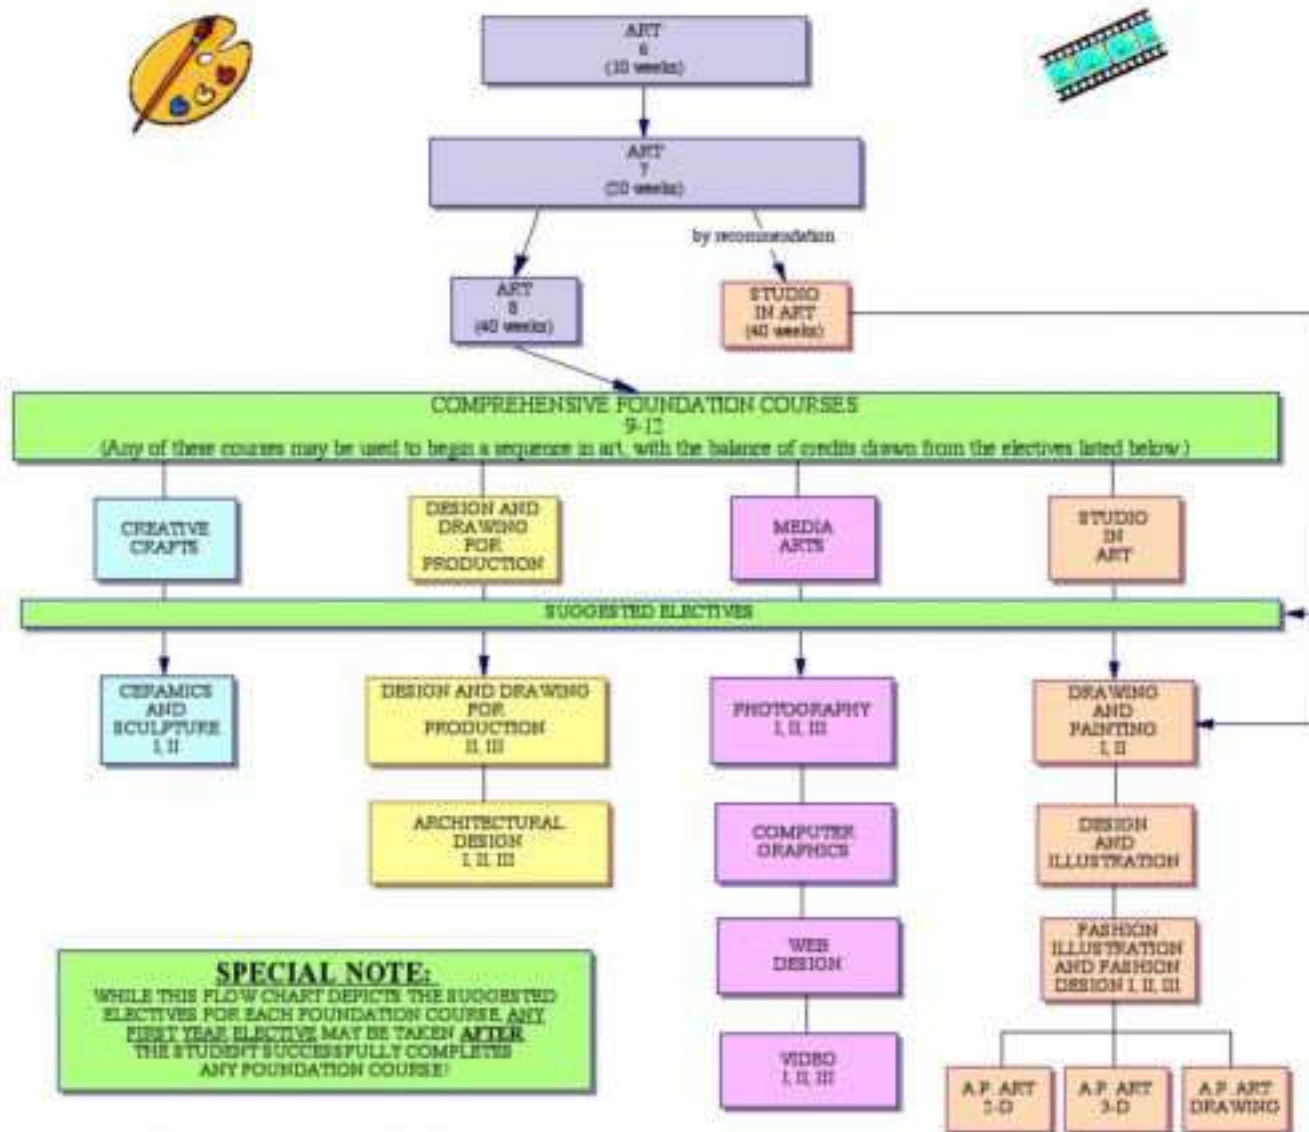 ART
6
(10 weeks)
ART
7
(20 weeks)
by recommendation
ART
8
(40 weeks)
STUDIO
IN ART
(40 weeks)
COMPREHENSIVE FOUNDATION COURSES
9-12
(Any of these courses may be used to begin a sequence in art, with the balance of credits drawn from the electives listed below.)
CREATIVE
CRAFTS
DESIGN AND
DRAWING
FOR
PRODUCTION
MEDIA
ARTS
STUDIO
IN
ART
SUGGESTED ELECTIVES
CERAMICS
AND
SCULPTURE
I, II
DESIGN AND DRAWING
FOR
PRODUCTION
II, III
PHOTOGRAPHY
I, II, III
DRAWING
AND
PAINTING
I, II
ARCHITECTURAL
DESIGN
I, II, III
COMPUTER
GRAPHICS
DESIGN
AND
ILLUSTRATION
WEB
DESIGN
FASHION
ILLUSTRATION
AND FASHION
DESIGN I, II, III
SPECIAL NOTE:
WHILE THIS FLOW CHART DEPICTS THE SUGGESTED
ELECTIVES FOR EACH FOUNDATION COURSE, ANY
FIRST YEAR ELECTIVE MAY BE TAKEN AFTER
THE STUDENT SUCCESSFULLY COMPLETES
ANY FOUNDATION COURSE!
VIDEO
I, II, III
A.P. ART
2-D
A.P. ART
3-D
A.P. ART
DRAWING